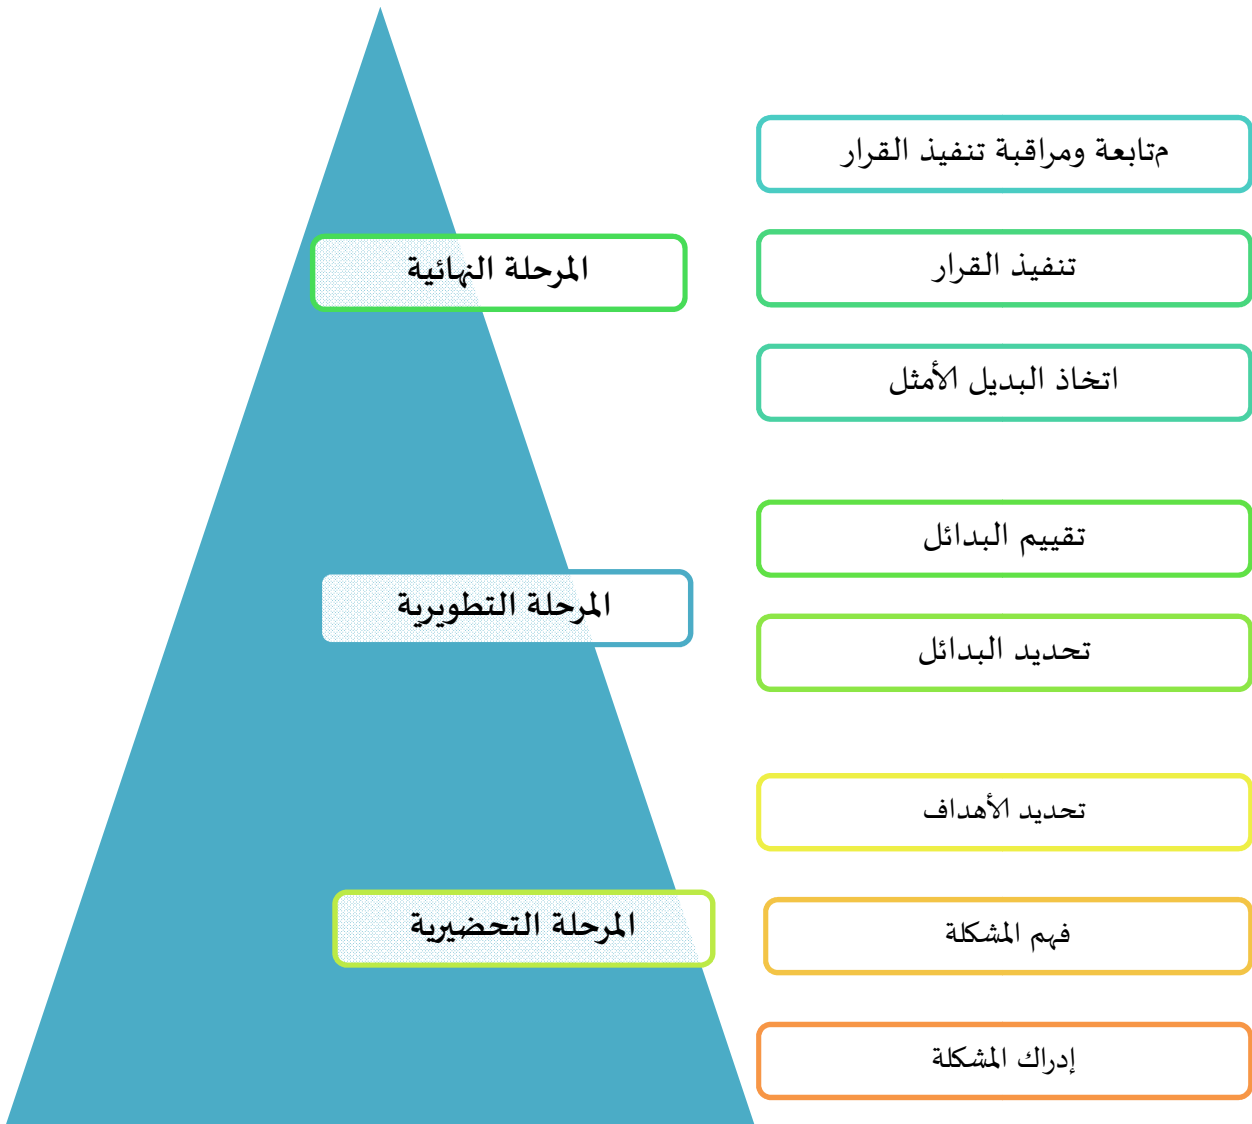 متابعة ومراقبة تنفيذ القرار
المرحلة النهائية
تنفيذ القرار
اتخاذ البديل الأمثل
تقييم البدائل
المرحلة التطويرية
تحديد البدائل
تحديد الأهداف
المرحلة التحضيرية
فهم المشكلة
إدراك المشكلة